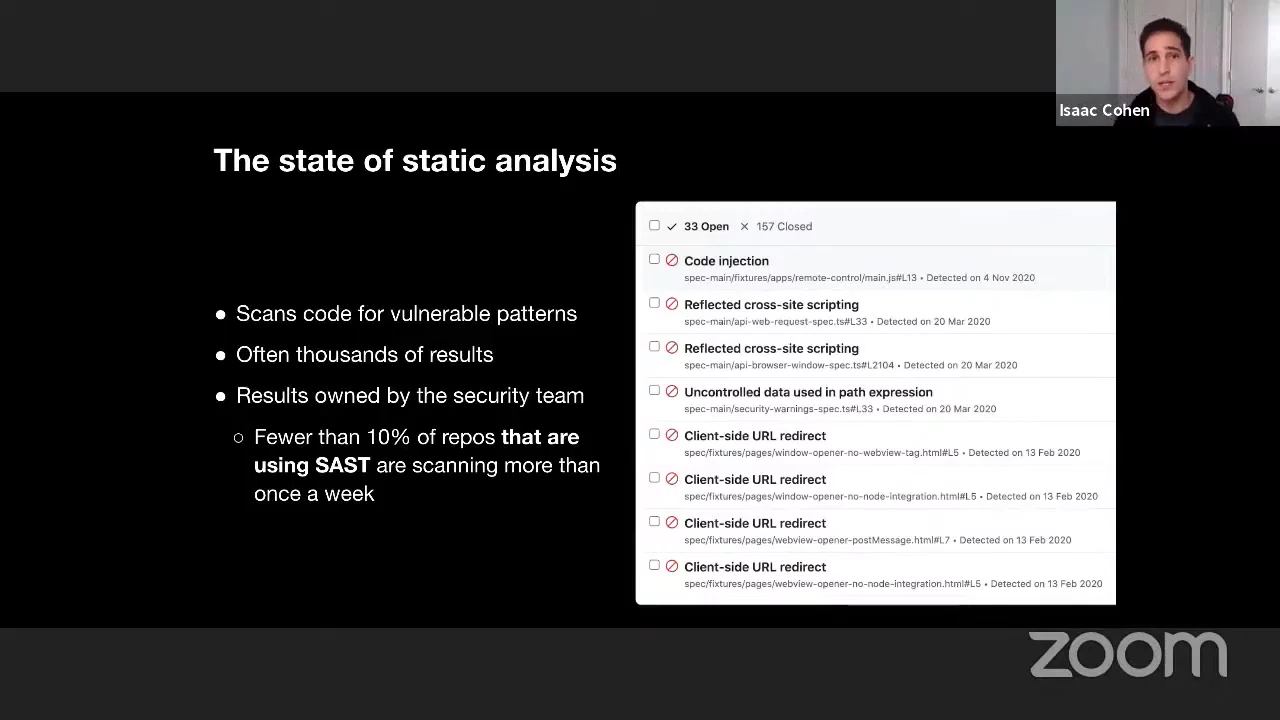 Isaac Cohen
The state of static analysis
● Scans code for vulnerable patterns
● Often thousands of results
● Results owned by the security team
○ Fewer than 10% of repos that are
using SAST are scanning more than
once a week
33 Open 157 Closed
Code injection
spec-main/fixtures/apps/remote-control/main.js#L13 • Detected on 4 Nov 2020
Reflected cross-site scripting
spec-main/api-web-request-spec.ts#L33 • Detected on 20 Mar 2020
Reflected cross-site scripting
spec-main/api-browser-window-spec.ts#L2104 • Detected on 20 Mar 2020
Uncontrolled data used in path expression
spec-main/security-warnings-spec.ts#L33 • Detected on 20 Mar 2020
Client-side URL redirect
spec/fixtures/pages/window-opener-no-webview-tag.html#L5 • Detected on 13 Feb 2020
Client-side URL redirect
spec/fixtures/pages/window-opener-no-node-integration.html#L5 • Detected on 13 Feb 2020
Client-side URL redirect
spec/fixtures/pages/webview-opener-postMessage.html#L7 • Detected on 13 Feb 2020
Client-side URL redirect
spec/fixtures/pages/webview-opener-no-node-integration.html#L5 • Detected on 13 Feb 2020
zoom